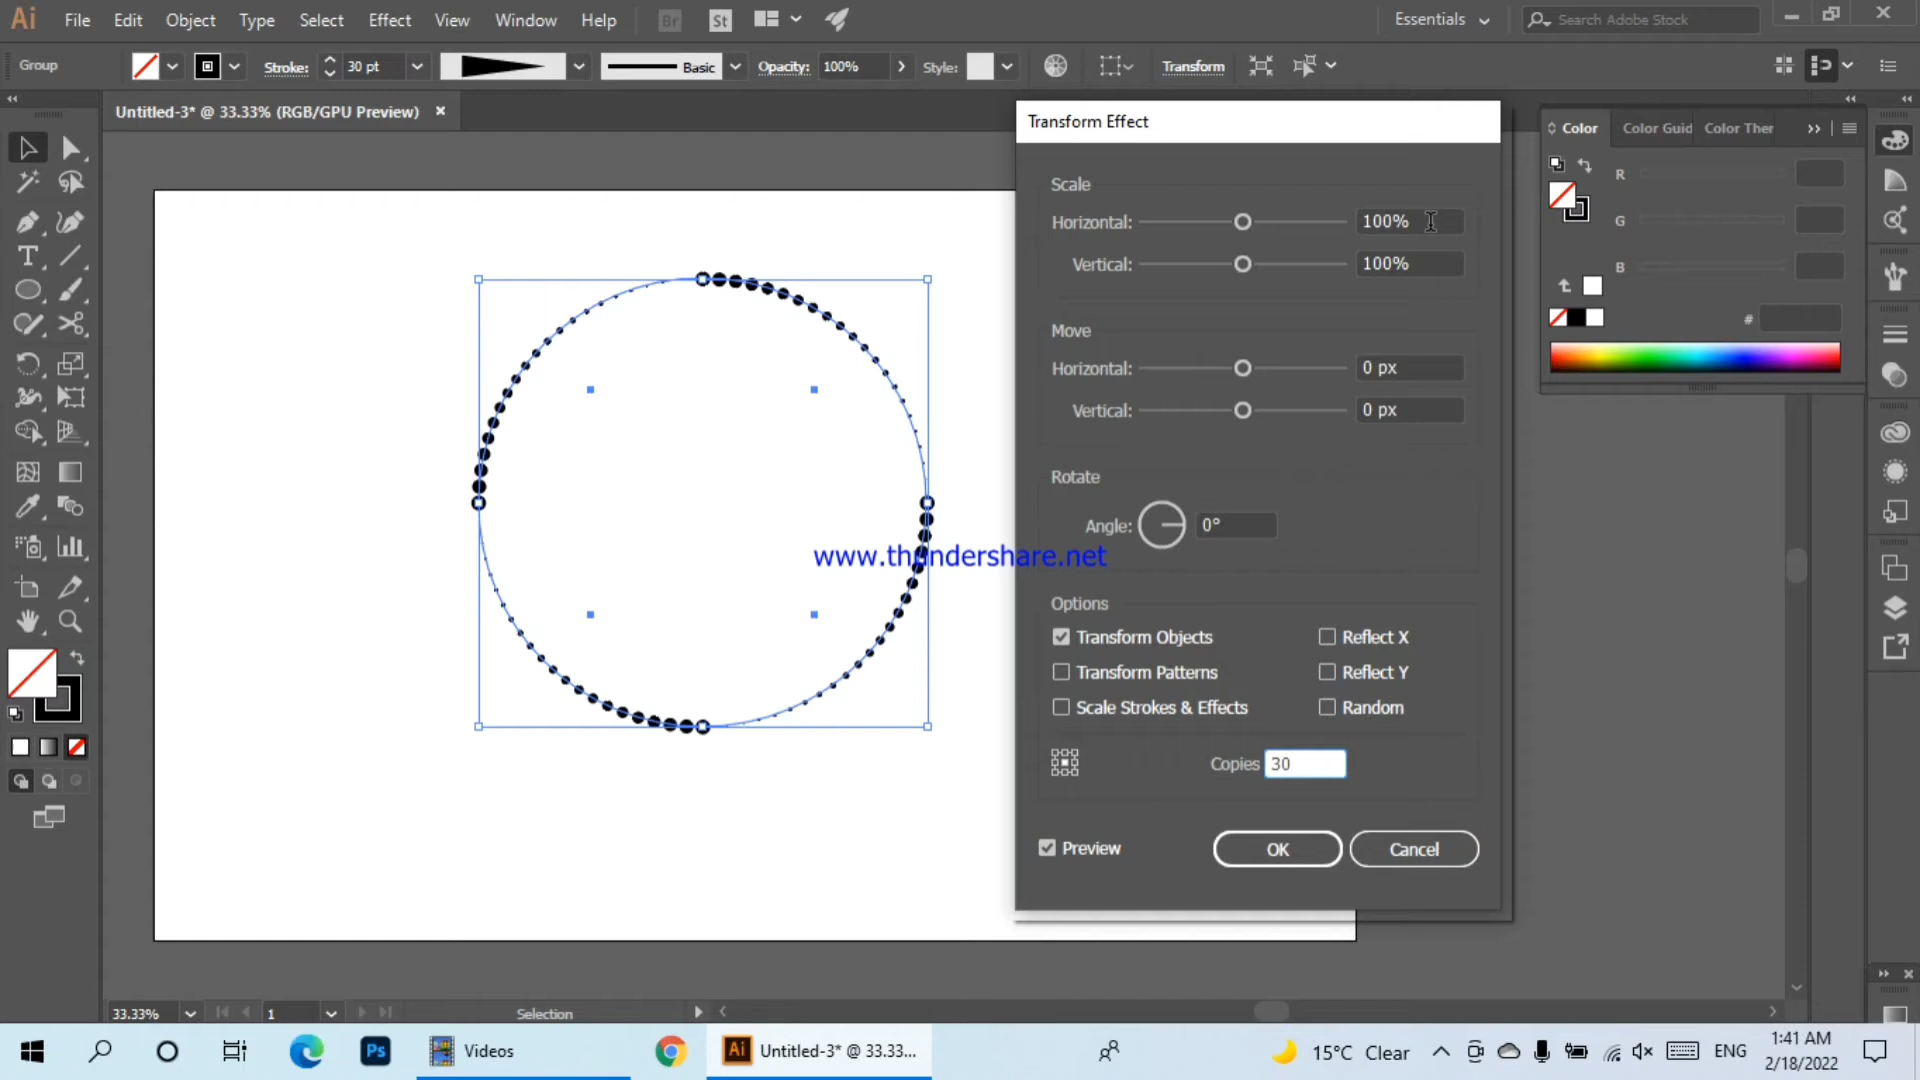 Ai File Edit Object Type Select Effect View Window Help Br St Essentials Search Adobe Stock
Group Stroke: 30 pt Basic Opacity: 100% Style: Transform
Untitled-3* @ 33.33% (RGB/GPU Preview)
Transform Effect
Scale
Horizontal: 100%
Vertical: 100%
Move
Horizontal: 0 px
Vertical: 0 px
Rotate
Angle: 0°
www.thundershare.net
Options
Transform Objects Reflect X
Transform Patterns Reflect Y
Scale Strokes & Effects Random
Copies 30
Preview OK Cancel
Color Color Guid Color Ther
R
G
B
#
33.33% 1 Selection
Ps Videos Ai Untitled-3* @ 33.33... 15°C Clear ENG 1:41 AM
2/18/2022